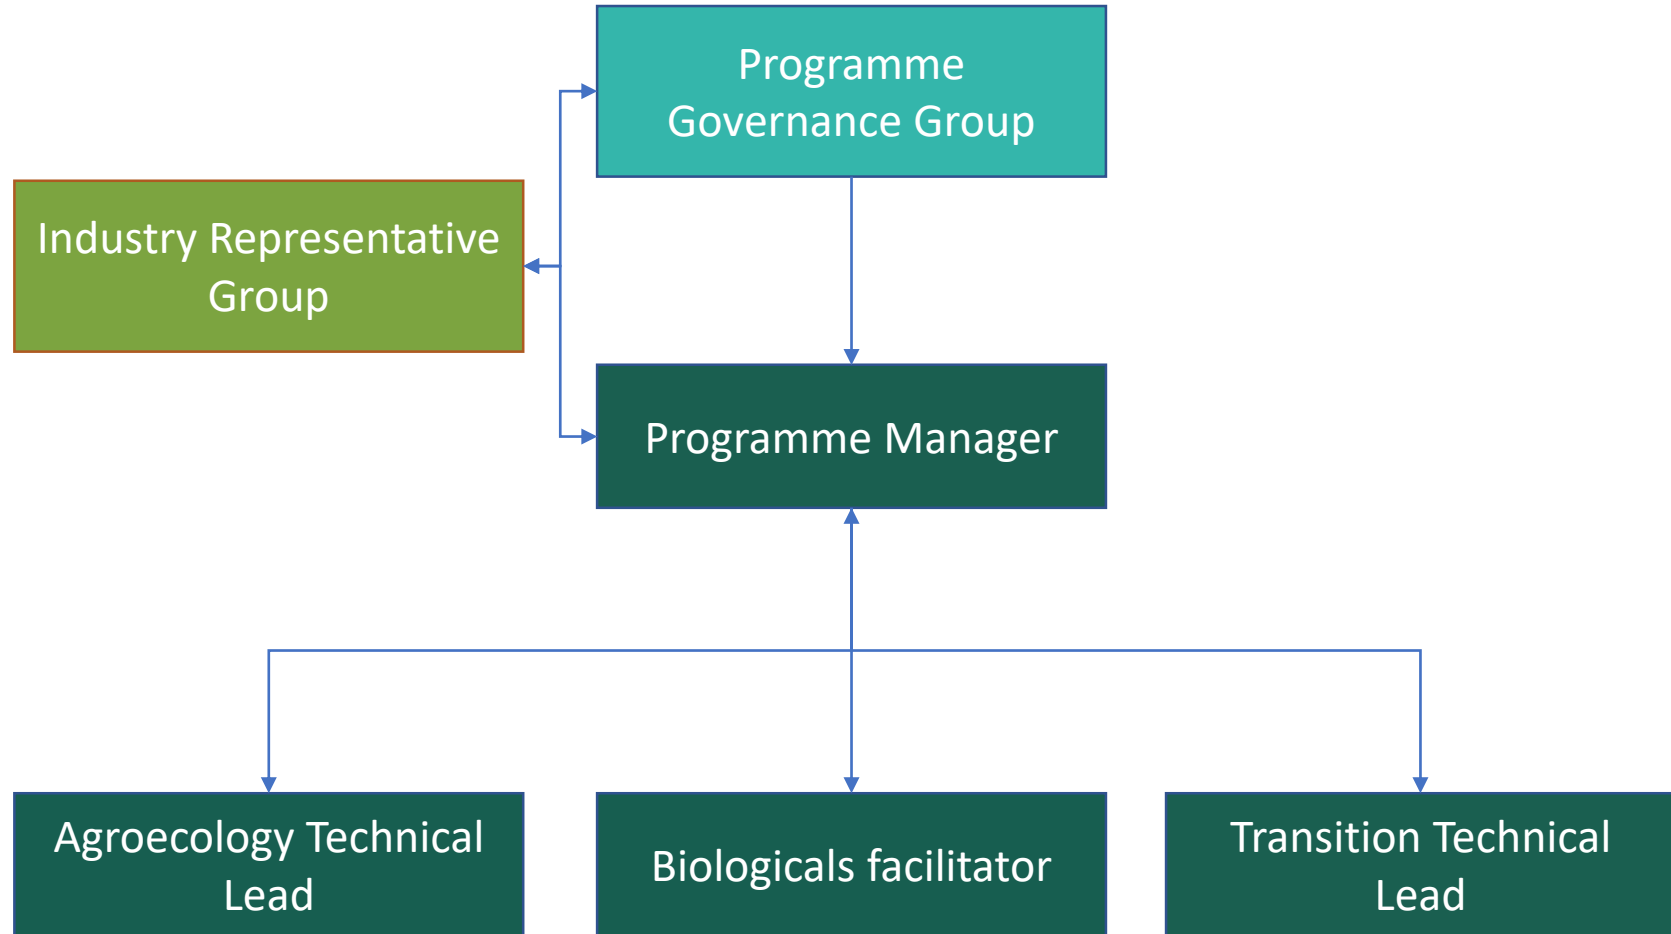 Programme
Governance Group
Industry Representative
Group
Programme Manager
Agroecology Technical
Lead
Biologicals facilitator
Transition Technical
Lead